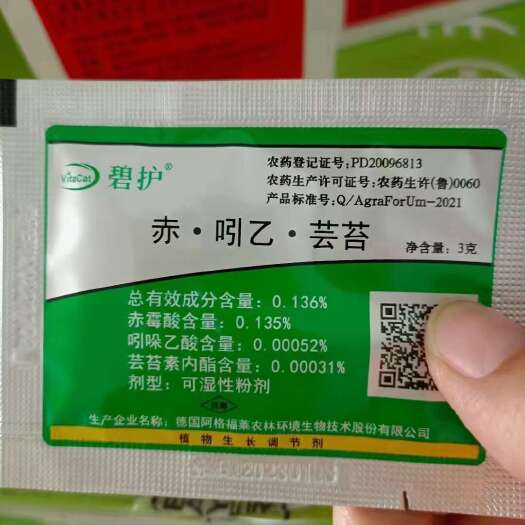 农药登记证号:PD20096813
VitaCat 碧护®
农药生产许可证号:农药生许(鲁)0060
产品标准号:Q/AgraForUm-2021
赤·吲乙·芸苔
净含量: 3克
总有效成分含量: 0.136%
赤霉酸含量: 0.135%
吲哚乙酸含量: 0.00052%
芸苔素内酯含量: 0.00031%
剂型: 可湿性粉剂
生产企业名称: 德国阿格福莱农林环境生物技术股份有限公司
植物生长调节剂